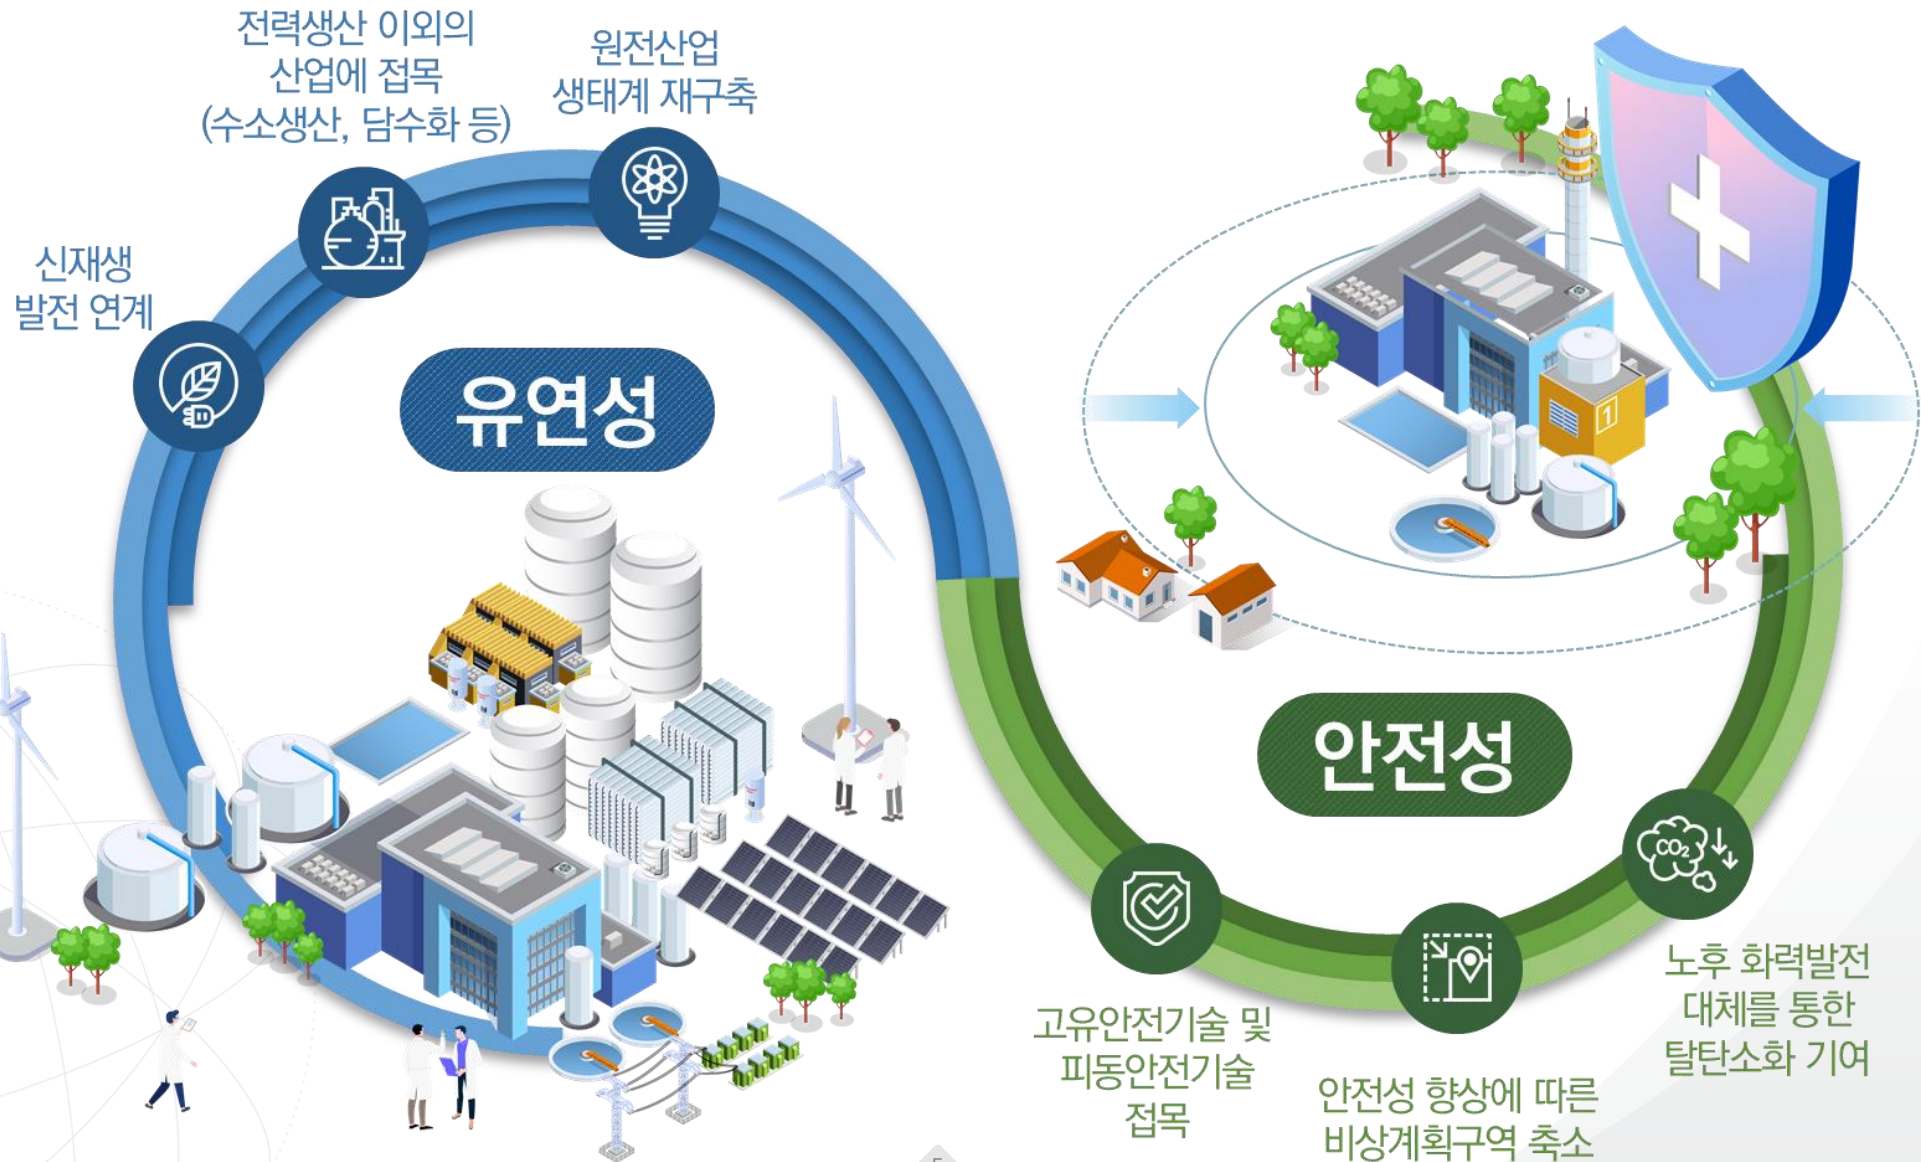 전력생산 이외의
산업에 접목
(수소생산, 담수화 등)
원전산업
생태계 재구축
신재생
발전 연계
유연성
1
안전성
CO₂
고유안전기술 및
피동안전기술
접목
안전성 향상에 따른
비상계획구역 축소
노후 화력발전
대체를 통한
탈탄소화 기여